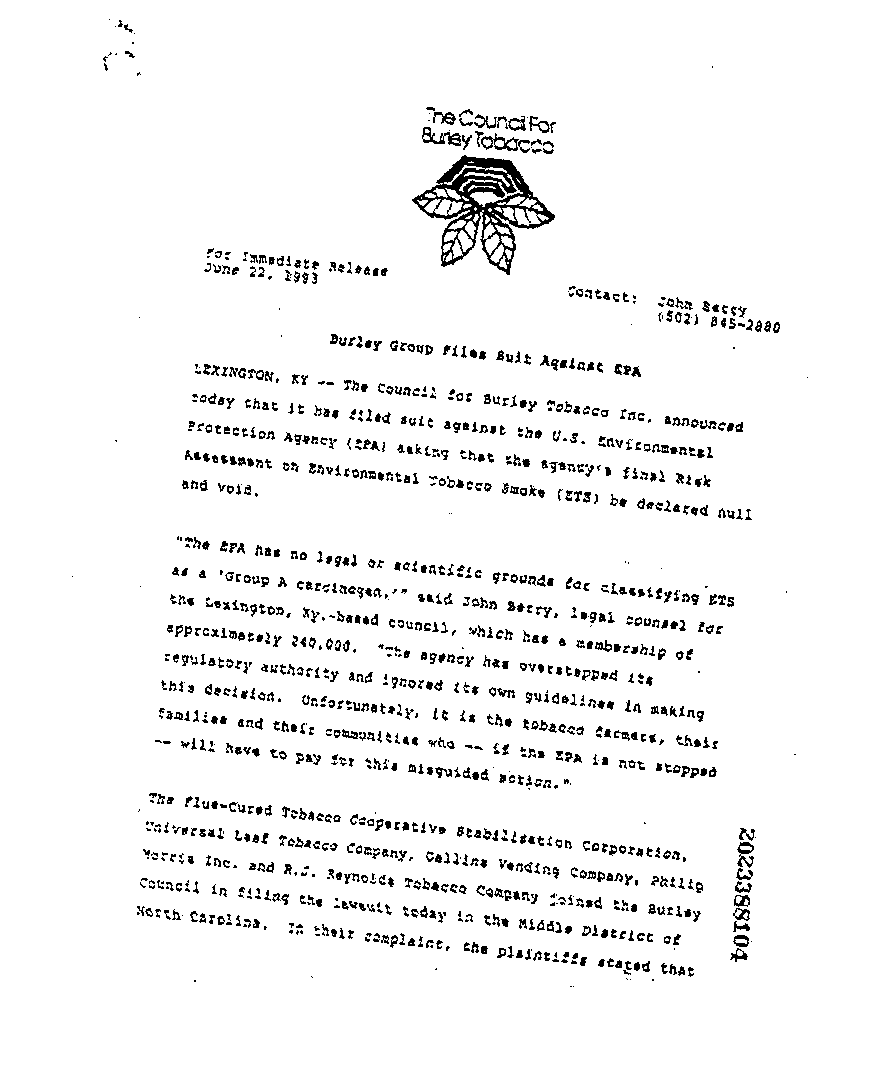 The Council For
Burley Tobacco
For Immediate Release
June 22, 1993
Contact: John Berry
(502) 845-2880
Burley Group Files Suit Against EPA
LEXINGTON, KY -- The Council for Burley Tobacco Inc. announced
today that it has filed suit against the U.S. Environmental
Protection Agency (EPA) asking that the agency's final Risk
Assessment on Environmental Tobacco Smoke (ETS) be declared null
and void.
"The EPA has no legal or scientific grounds for classifying ETS
as a 'Group A carcinogen,'" said John Berry, legal counsel for
the Lexington, Ky.-based council, which has a membership of
approximately 240,000. "The agency has overstepped its
regulatory authority and ignored its own guidelines in making
this decision. Unfortunately, it is the tobacco farmers, their
families and their communities who -- if the EPA is not stopped
-- will have to pay for this misguided action."
The Flue-Cured Tobacco Cooperative Stabilization Corporation,
Universal Leaf Tobacco Company, Gallins Vending Company, Philip
Morris Inc. and R.J. Reynolds Tobacco Company joined the Burley
Council in filing the lawsuit today in the Middle District of
North Carolina. In their complaint, the plaintiffs stated that
2023388104